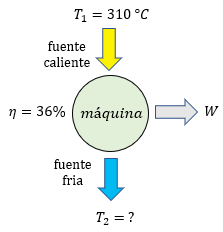 T₁ = 310 °C
fuente
caliente
η = 36%
máquina
W
fuente
fria
T₂ = ?